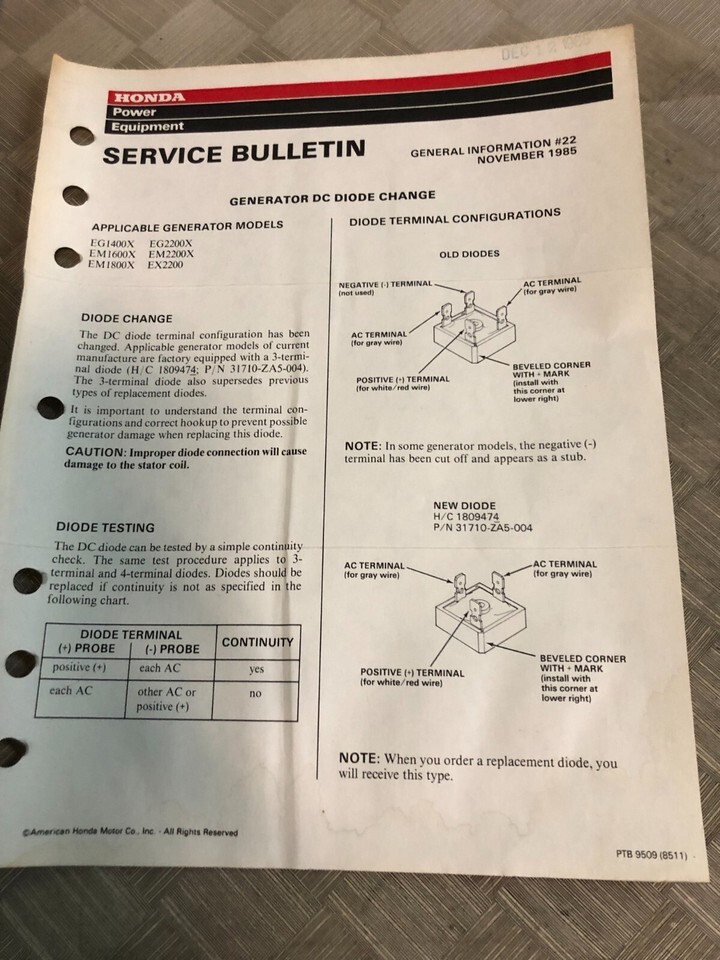 DEC 12 1985
HONDA
Power
Equipment
SERVICE BULLETIN
GENERAL INFORMATION #22
NOVEMBER 1985
GENERATOR DC DIODE CHANGE
APPLICABLE GENERATOR MODELS
EG1400X EG2200X
EM1600X EM2200X
EM1800X EX2200
DIODE CHANGE
The DC diode terminal configuration has been
changed. Applicable generator models of current
manufacture are factory equipped with a 3-termi-
nal diode (H/C 1809474; P/N 31710-ZA5-004).
The 3-terminal diode also supersedes previous
types of replacement diodes.
It is important to understand the terminal con-
figurations and correct hookup to prevent possible
generator damage when replacing this diode.
CAUTION: Improper diode connection will cause
damage to the stator coil.
DIODE TESTING
The DC diode can be tested by a simple continuity
check. The same test procedure applies to 3-
terminal and 4-terminal diodes. Diodes should be
replaced if continuity is not as specified in the
following chart.
DIODE TERMINAL
(+) PROBE (-) PROBE CONTINUITY
positive (+) each AC yes
each AC other AC or no
positive (+)
DIODE TERMINAL CONFIGURATIONS
OLD DIODES
NEGATIVE (-) TERMINAL
(not used)
AC TERMINAL
(for gray wire)
AC TERMINAL
(for gray wire)
POSITIVE (+) TERMINAL
(for white/red wire)
BEVELED CORNER
WITH + MARK
(install with
this corner at
lower right)
NOTE: In some generator models, the negative (-)
terminal has been cut off and appears as a stub.
NEW DIODE
H/C 1809474
P/N 31710-ZA5-004
AC TERMINAL
(for gray wire)
AC TERMINAL
(for gray wire)
POSITIVE (+) TERMINAL
(for white/red wire)
BEVELED CORNER
WITH + MARK
(install with
this corner at
lower right)
NOTE: When you order a replacement diode, you
will receive this type.
©American Honda Motor Co., Inc. - All Rights Reserved
PTB 9509 (8511)